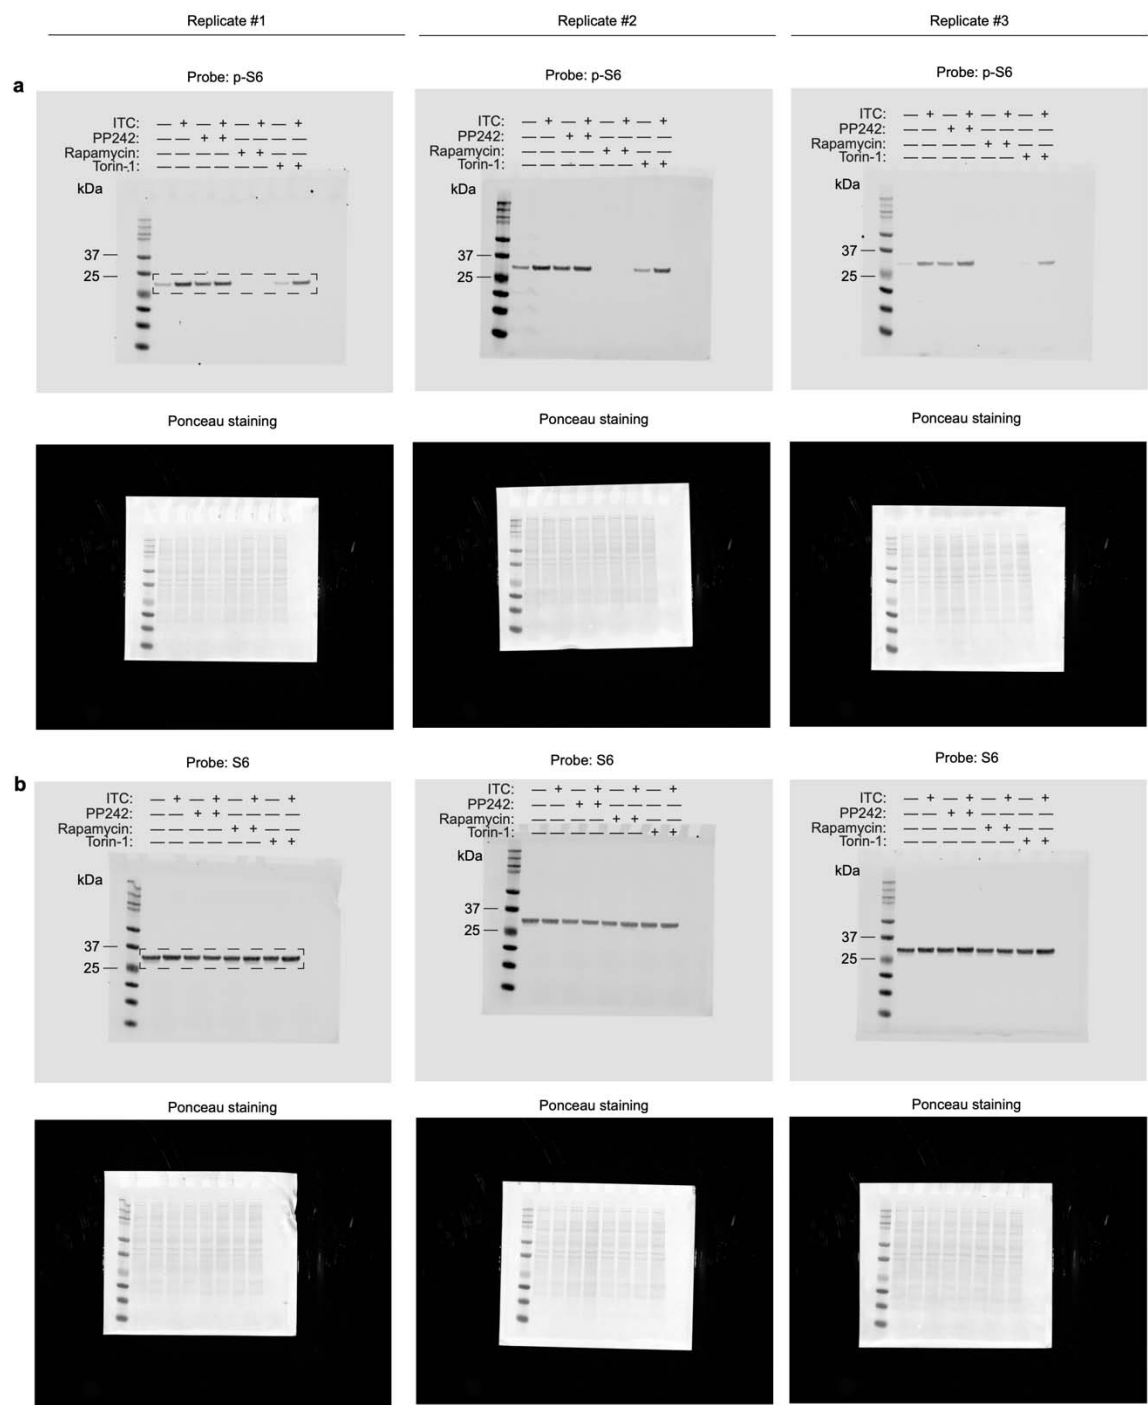 Replicate #1
Replicate #2
Replicate #3
a
Probe: p-S6
ITC: — + — + — + — +
PP242: — — + + — — — —
Rapamycin: — — — — + + — —
Torin-1: — — — — — — + +
kDa
37 —
25 —
Probe: p-S6
ITC: — + — + — + — +
PP242: — — + + — — — —
Rapamycin: — — — — + + — —
Torin-1: — — — — — — + +
kDa
37 —
25 —
Probe: p-S6
ITC: — + — + — + — +
PP242: — — + + — — — —
Rapamycin: — — — — + + — —
Torin-1: — — — — — — + +
kDa
37 —
25 —
Ponceau staining
Ponceau staining
Ponceau staining
b
Probe: S6
ITC: — + — + — + — +
PP242: — — + + — — — —
Rapamycin: — — — — + + — —
Torin-1: — — — — — — + +
kDa
37 —
25 —
Probe: S6
ITC: — + — + — + — +
PP242: — — + + — — — —
Rapamycin: — — — — + + — —
Torin-1: — — — — — — + +
kDa
37 —
25 —
Probe: S6
ITC: — + — + — + — +
PP242: — — + + — — — —
Rapamycin: — — — — + + — —
Torin-1: — — — — — — + +
kDa
37 —
25 —
Ponceau staining
Ponceau staining
Ponceau staining